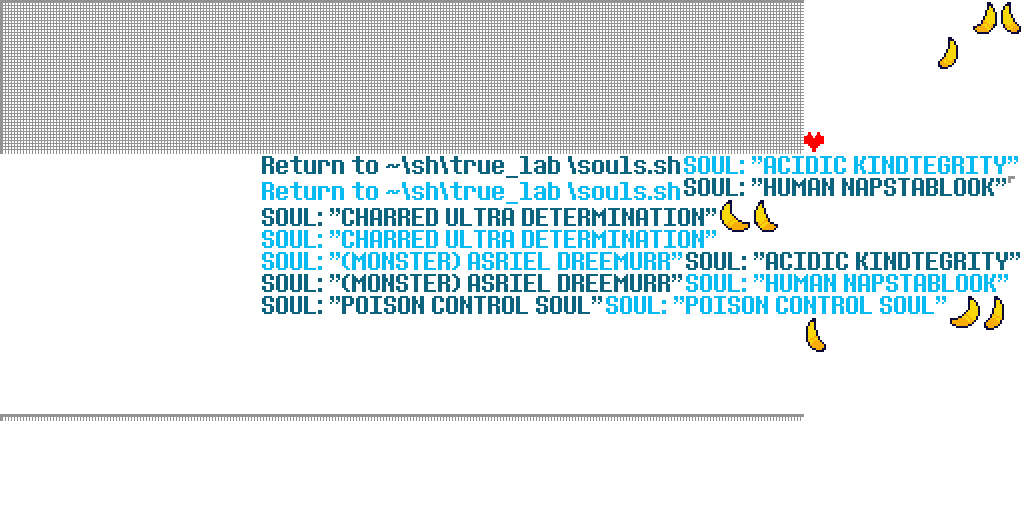 Return to ~\sh\true_lab \souls.sh SOUL: "ACIDIC KINDTEGRITY"
Return to ~\sh\true_lab \souls.sh SOUL: "HUMAN NAPSTABLOOK"
SOUL: "CHARRED ULTRA DETERMINATION"
SOUL: "CHARRED ULTRA DETERMINATION"
SOUL: "(MONSTER) ASRIEL DREEMURR" SOUL: "ACIDIC KINDTEGRITY"
SOUL: "(MONSTER) ASRIEL DREEMURR" SOUL: "HUMAN NAPSTABLOOK"
SOUL: "POISON CONTROL SOUL" SOUL: "POISON CONTROL SOUL"